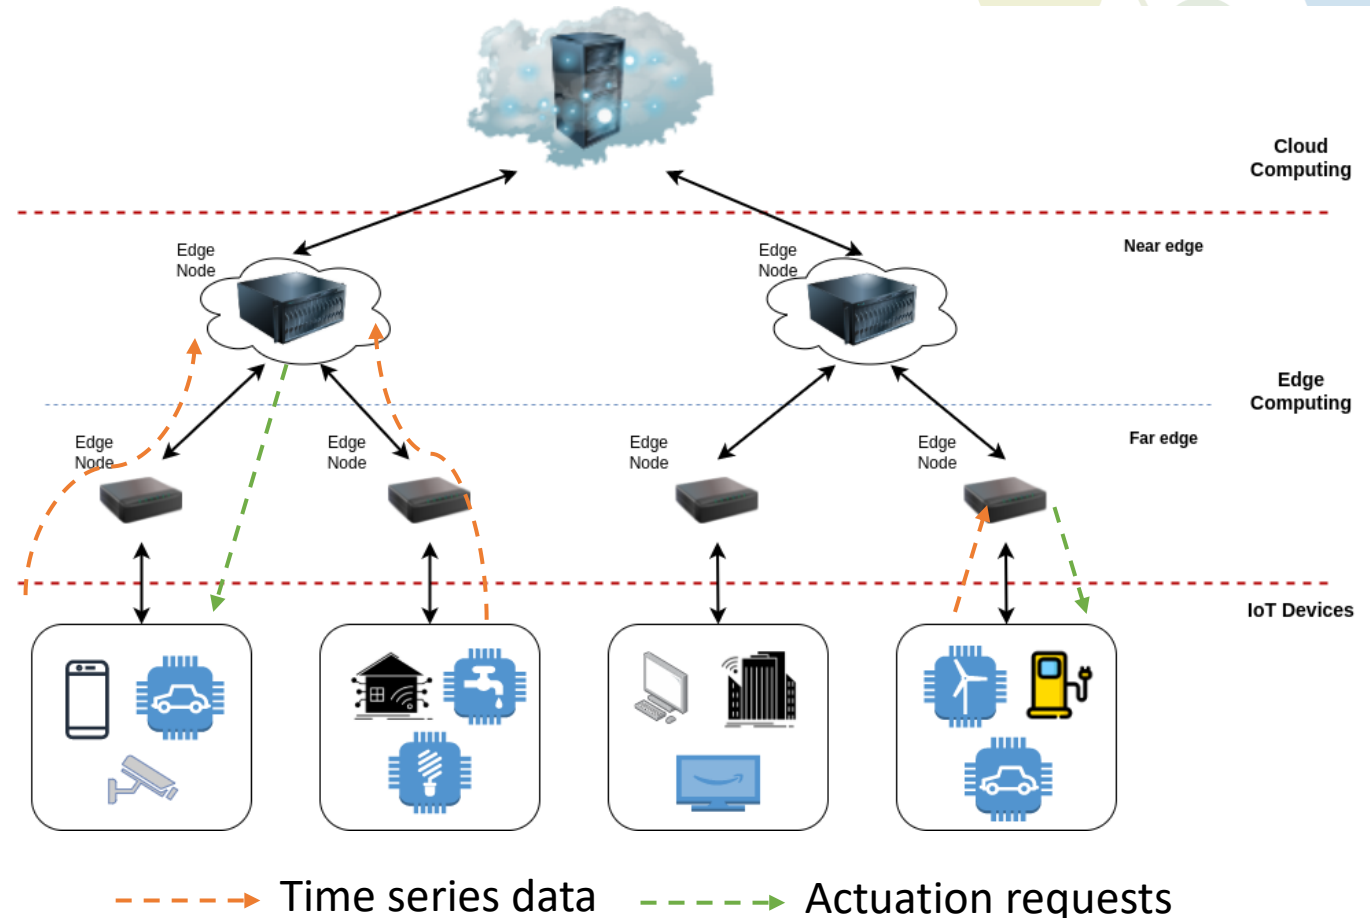 Cloud
Computing
Edge
Node
Edge
Node
Near edge
Edge
Computing
Edge
Node
Edge
Node
Edge
Node
Edge
Node
Far edge
IoT Devices
Time series data
Actuation requests